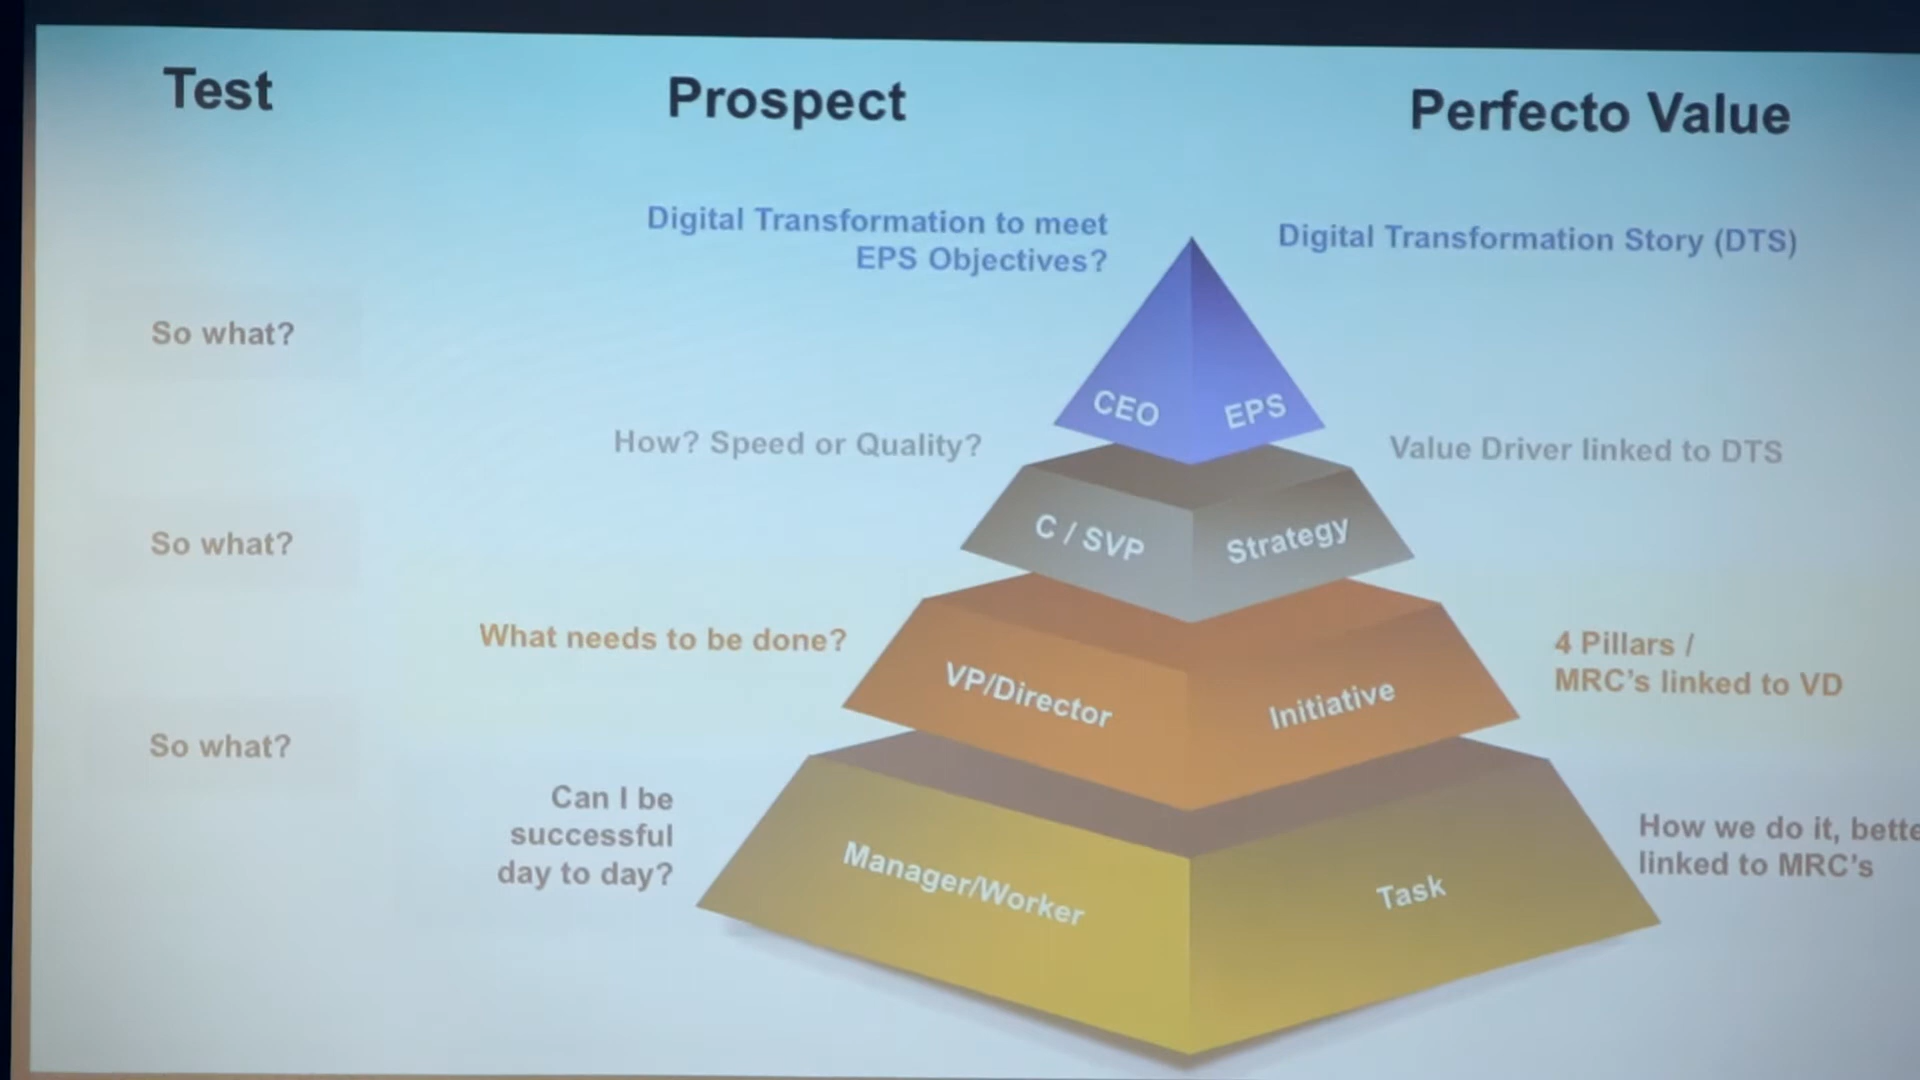 Test
Prospect
Perfecto Value
Digital Transformation to meet
EPS Objectives?
Digital Transformation Story (DTS)
So what?
CEO
EPS
How? Speed or Quality?
Value Driver linked to DTS
So what?
C / SVP
Strategy
What needs to be done?
4 Pillars /
MRC's linked to VD
VP/Director
Initiative
So what?
Can I be
successful
day to day?
How we do it,
linked to MRC's
Manager/Worker
Task